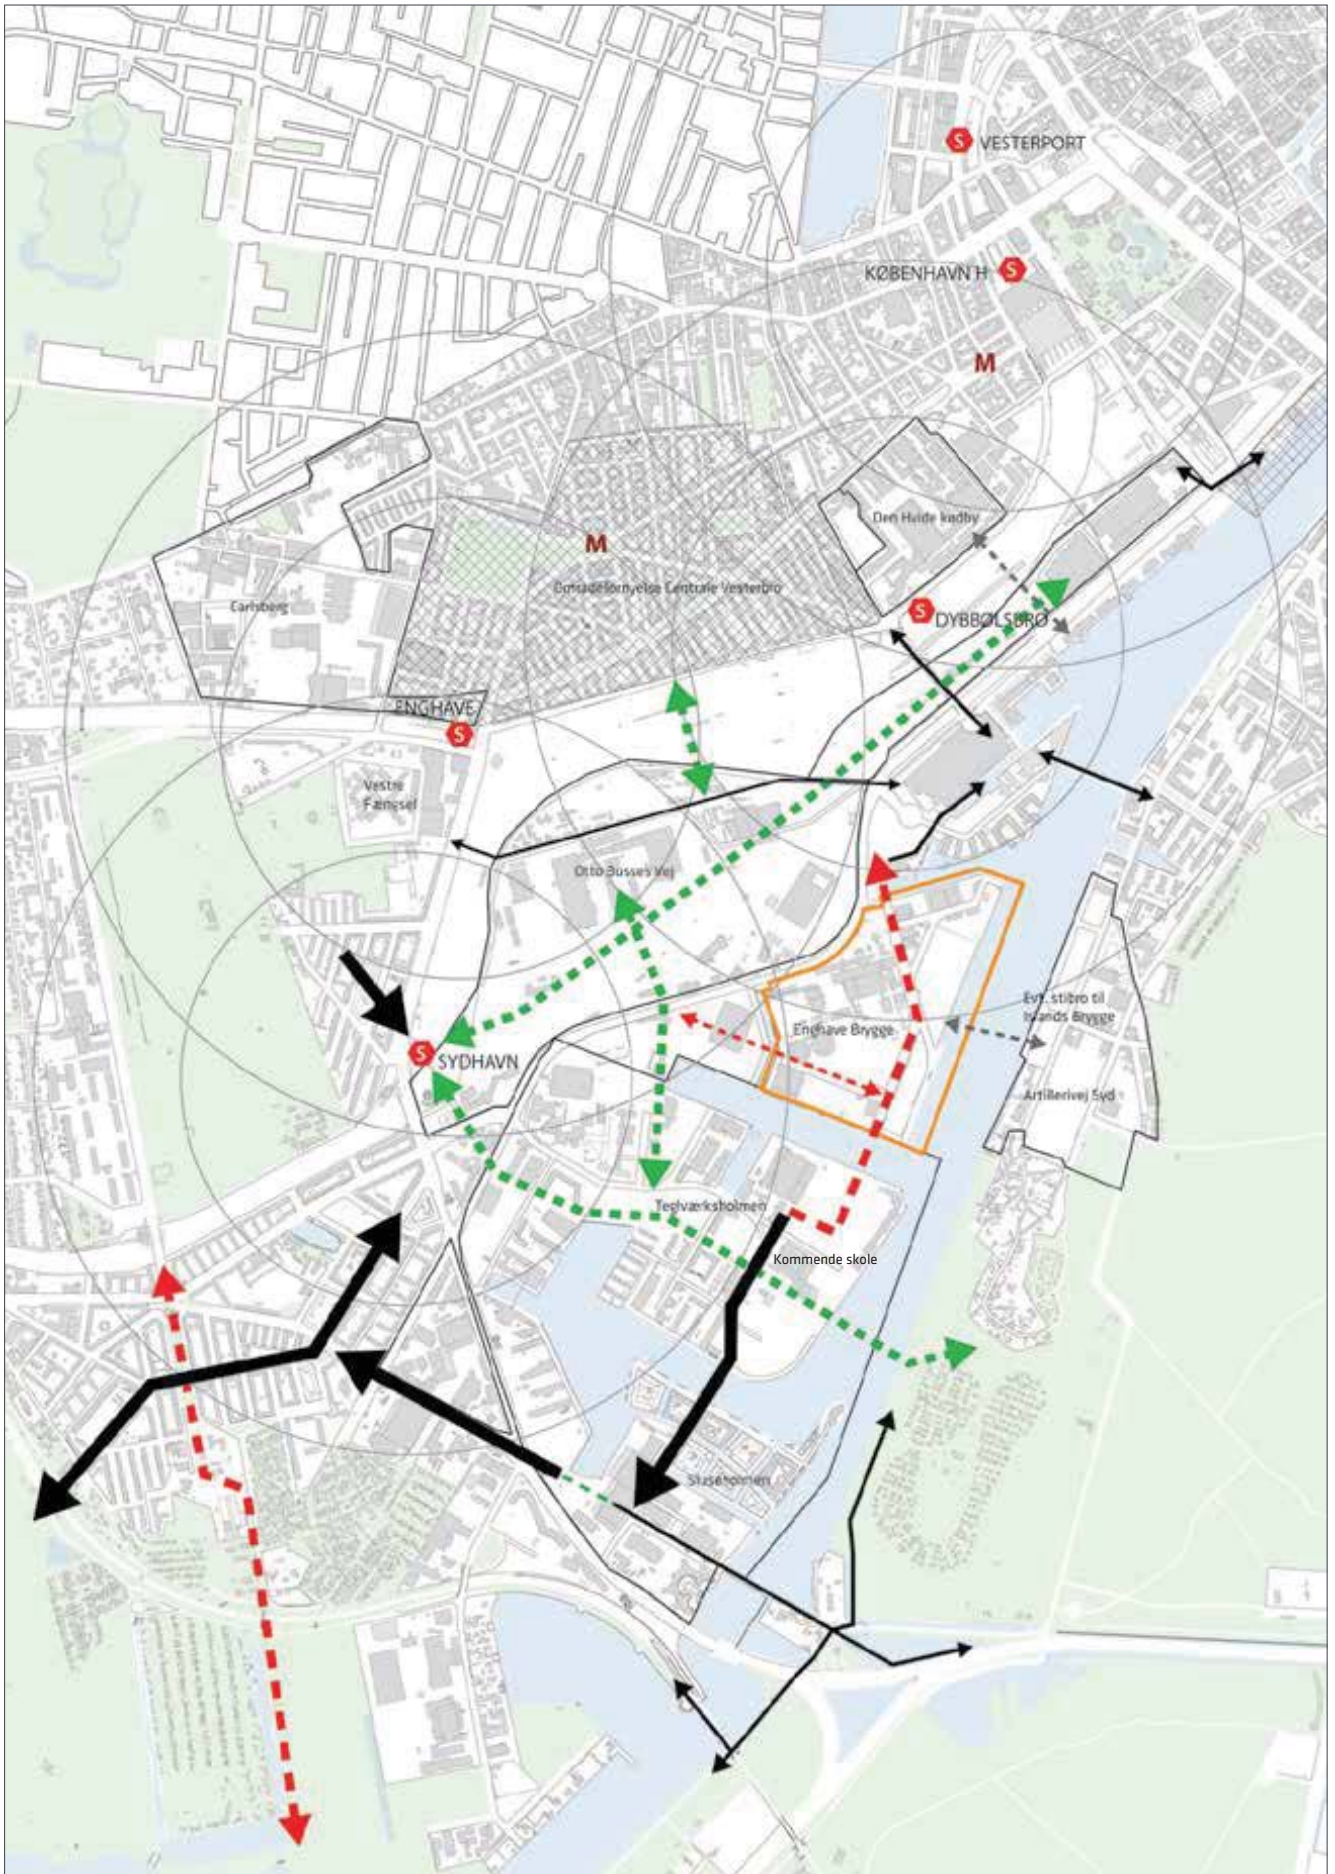 S VESTERPORT
KØBENHAVN H S
M
Den Hvide kødby
M
Områdefornyelse Centrale Vesterbro
Carlsberg
S DYBBØLSBRO
ENGHAVE
S
Vestre
Fængsel
Otto Busses Vej
Evt. stibro til
Islands Brygge
Enghave Brygge
S SYDHAVN
Artillerivej Syd
Teglværksholmen
Kommende skole
Sluseholmen